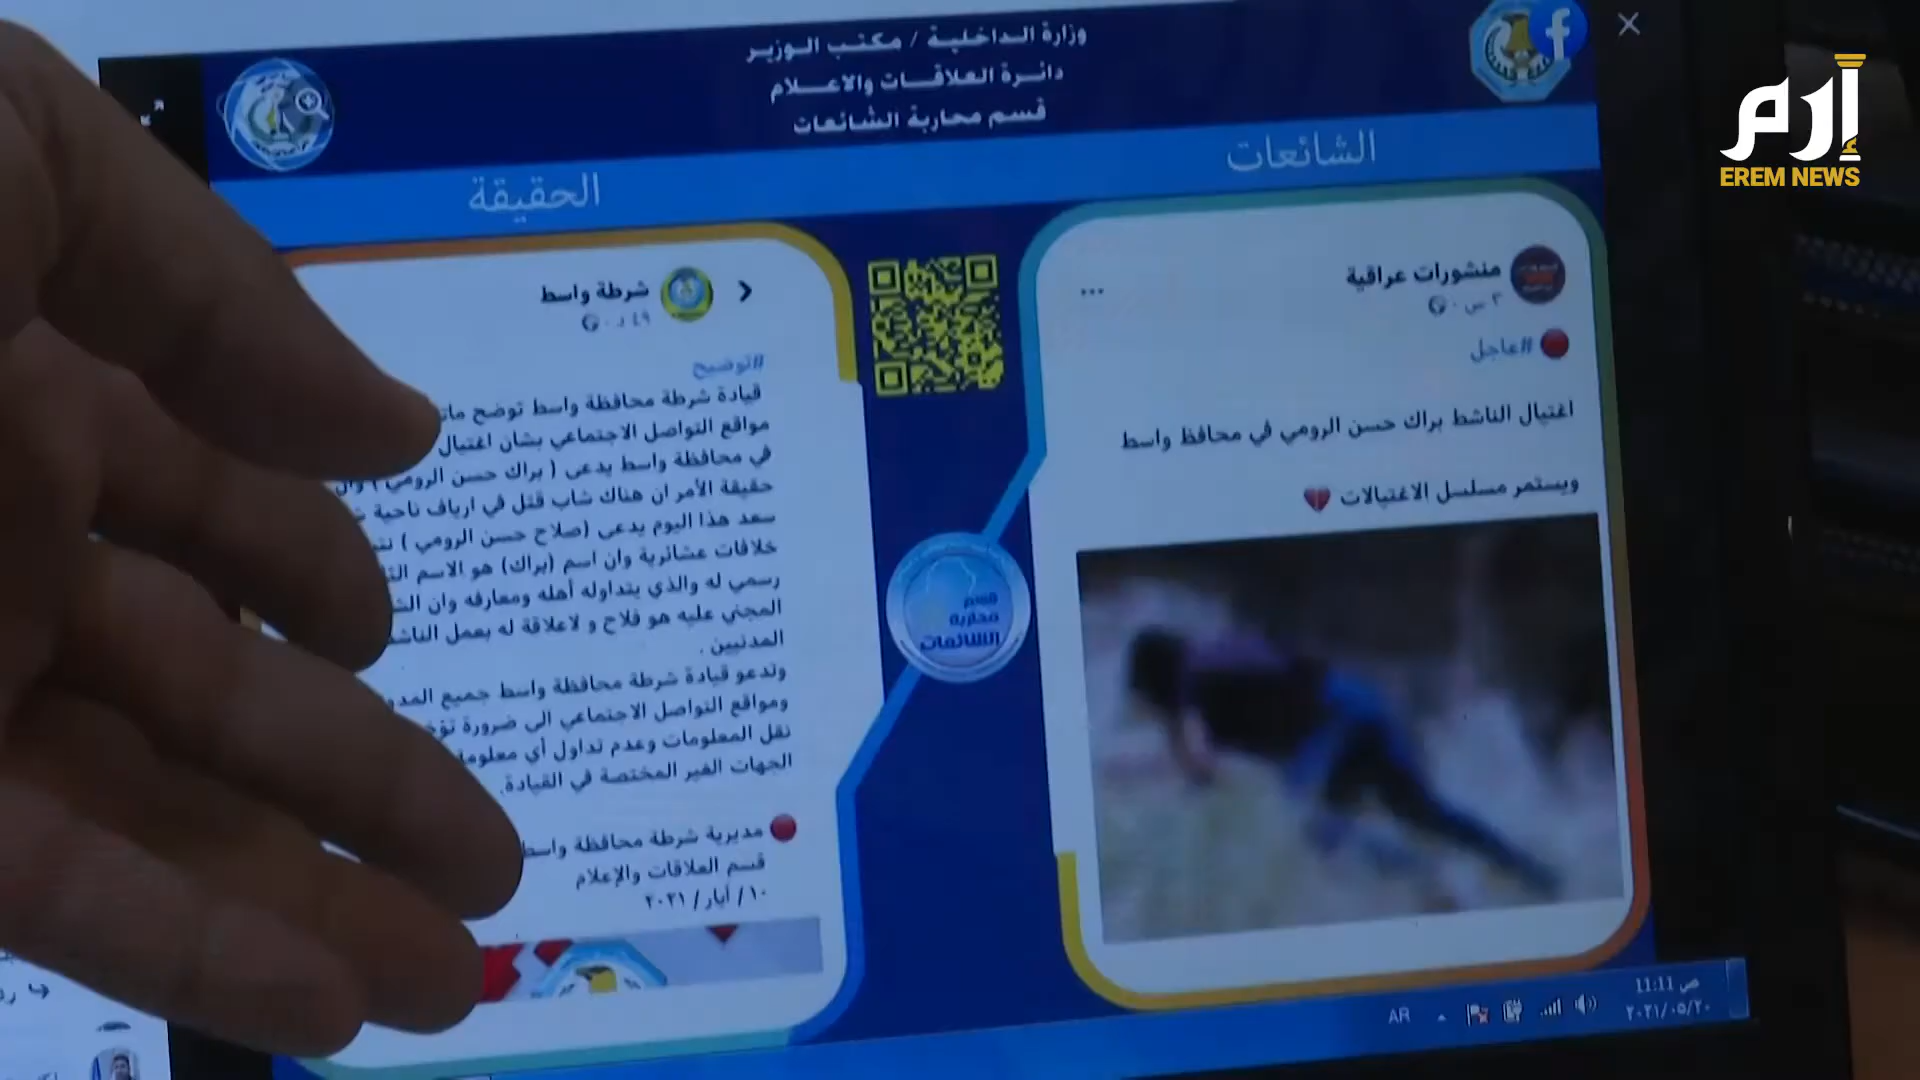 وزارة الداخلية / مكتب الوزير
دائرة العلاقات والاعلام
قسم محاربة الشائعات
إرم
EREM NEWS
الشائعات
منشورات عراقية
٢ س
#عاجل
اغتيال الناشط براك حسن الرومي في محافظ واسط
ويستمر مسلسل الاغتيالات
الحقيقة
شرطة واسط
٤٩ د
#توضيح
قيادة شرطة محافظة واسط توضح
مواقع التواصل الاجتماعي بشان اغتيال
في محافظة واسط يدعى ( براك حسن الرومي )
حقيقة الأمر ان هناك شاب قتل في ارياف ناحية
سعد هذا اليوم يدعى (صلاح حسن الرومي )
خلافات عشائرية وان اسم (براك) هو الاسم
رسمي له والذي يتداوله أهله ومعارفه وان
المجني عليه هو فلاح و لاعلاقة له بعمل
المدنيين .
وتدعو قيادة شرطة محافظة واسط جميع
ومواقع التواصل الاجتماعي الى ضرورة
نقل المعلومات وعدم تداول أي
الجهات الغير المختصة في القيادة.
مديرية شرطة محافظة واسط
قسم العلاقات والإعلام
١٠/ أيار/ ٢٠٢١
قسم
محاربة
الشائعات
AR
11:11 ص
٢٠٢١/٠٥/٢٠